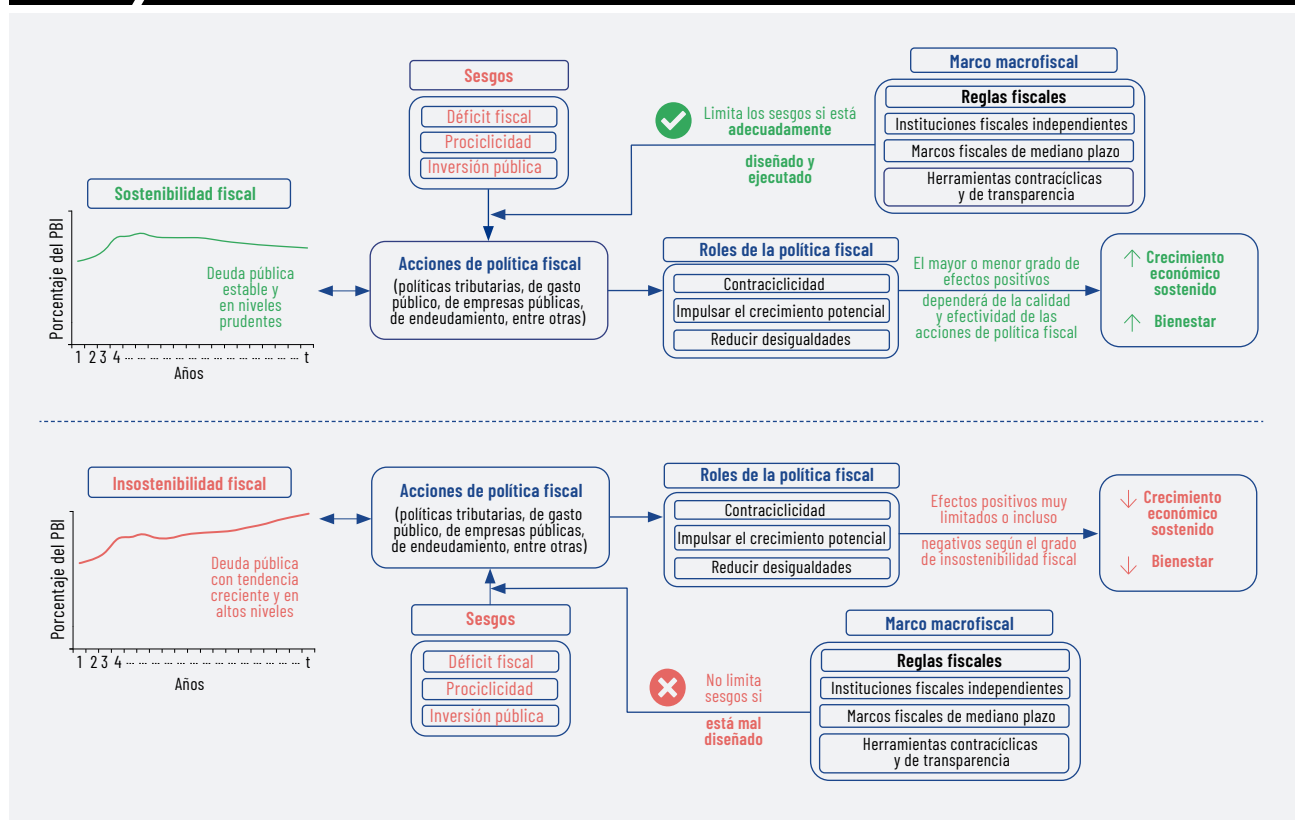 Sesgos
Déficit fiscal
Prociclicidad
Inversión pública
Limita los sesgos si está
adecuadamente
diseñado y
ejecutado
Marco macrofiscal
Reglas fiscales
Instituciones fiscales independientes
Marcos fiscales de mediano plazo
Herramientas contracíclicas
y de transparencia
Sostenibilidad fiscal
Porcentaje del PBI
Deuda pública
estable y
en niveles
prudentes
1 2 3 4 ... ... ... ... ... ... ... ... ... ... ... ... t
Años
Acciones de política fiscal
(políticas tributarias, de gasto
público, de empresas públicas,
de endeudamiento, entre otras)
Roles de la política fiscal
Contraciclicidad
Impulsar el crecimiento potencial
Reducir desigualdades
El mayor o menor grado de
efectos positivos
dependerá de la calidad
y efectividad de las
acciones de política fiscal
↑ Crecimiento
económico
sostenido
↑ Bienestar
Insostenibilidad fiscal
Porcentaje del PBI
Deuda pública
con tendencia
creciente y en
altos niveles
1 2 3 4 ... ... ... ... ... ... ... ... ... ... ... ... t
Años
Acciones de política fiscal
(políticas tributarias, de gasto
público, de empresas públicas,
de endeudamiento, entre otras)
Sesgos
Déficit fiscal
Prociclicidad
Inversión pública
Roles de la política fiscal
Contraciclicidad
Impulsar el crecimiento potencial
Reducir desigualdades
Efectos positivos muy
limitados o incluso
negativos según el grado
de insostenibilidad fiscal
↓ Crecimiento
económico
sostenido
↓ Bienestar
No limita
sesgos si
está mal
diseñado
Marco macrofiscal
Reglas fiscales
Instituciones fiscales independientes
Marcos fiscales de mediano plazo
Herramientas contracíclicas
y de transparencia